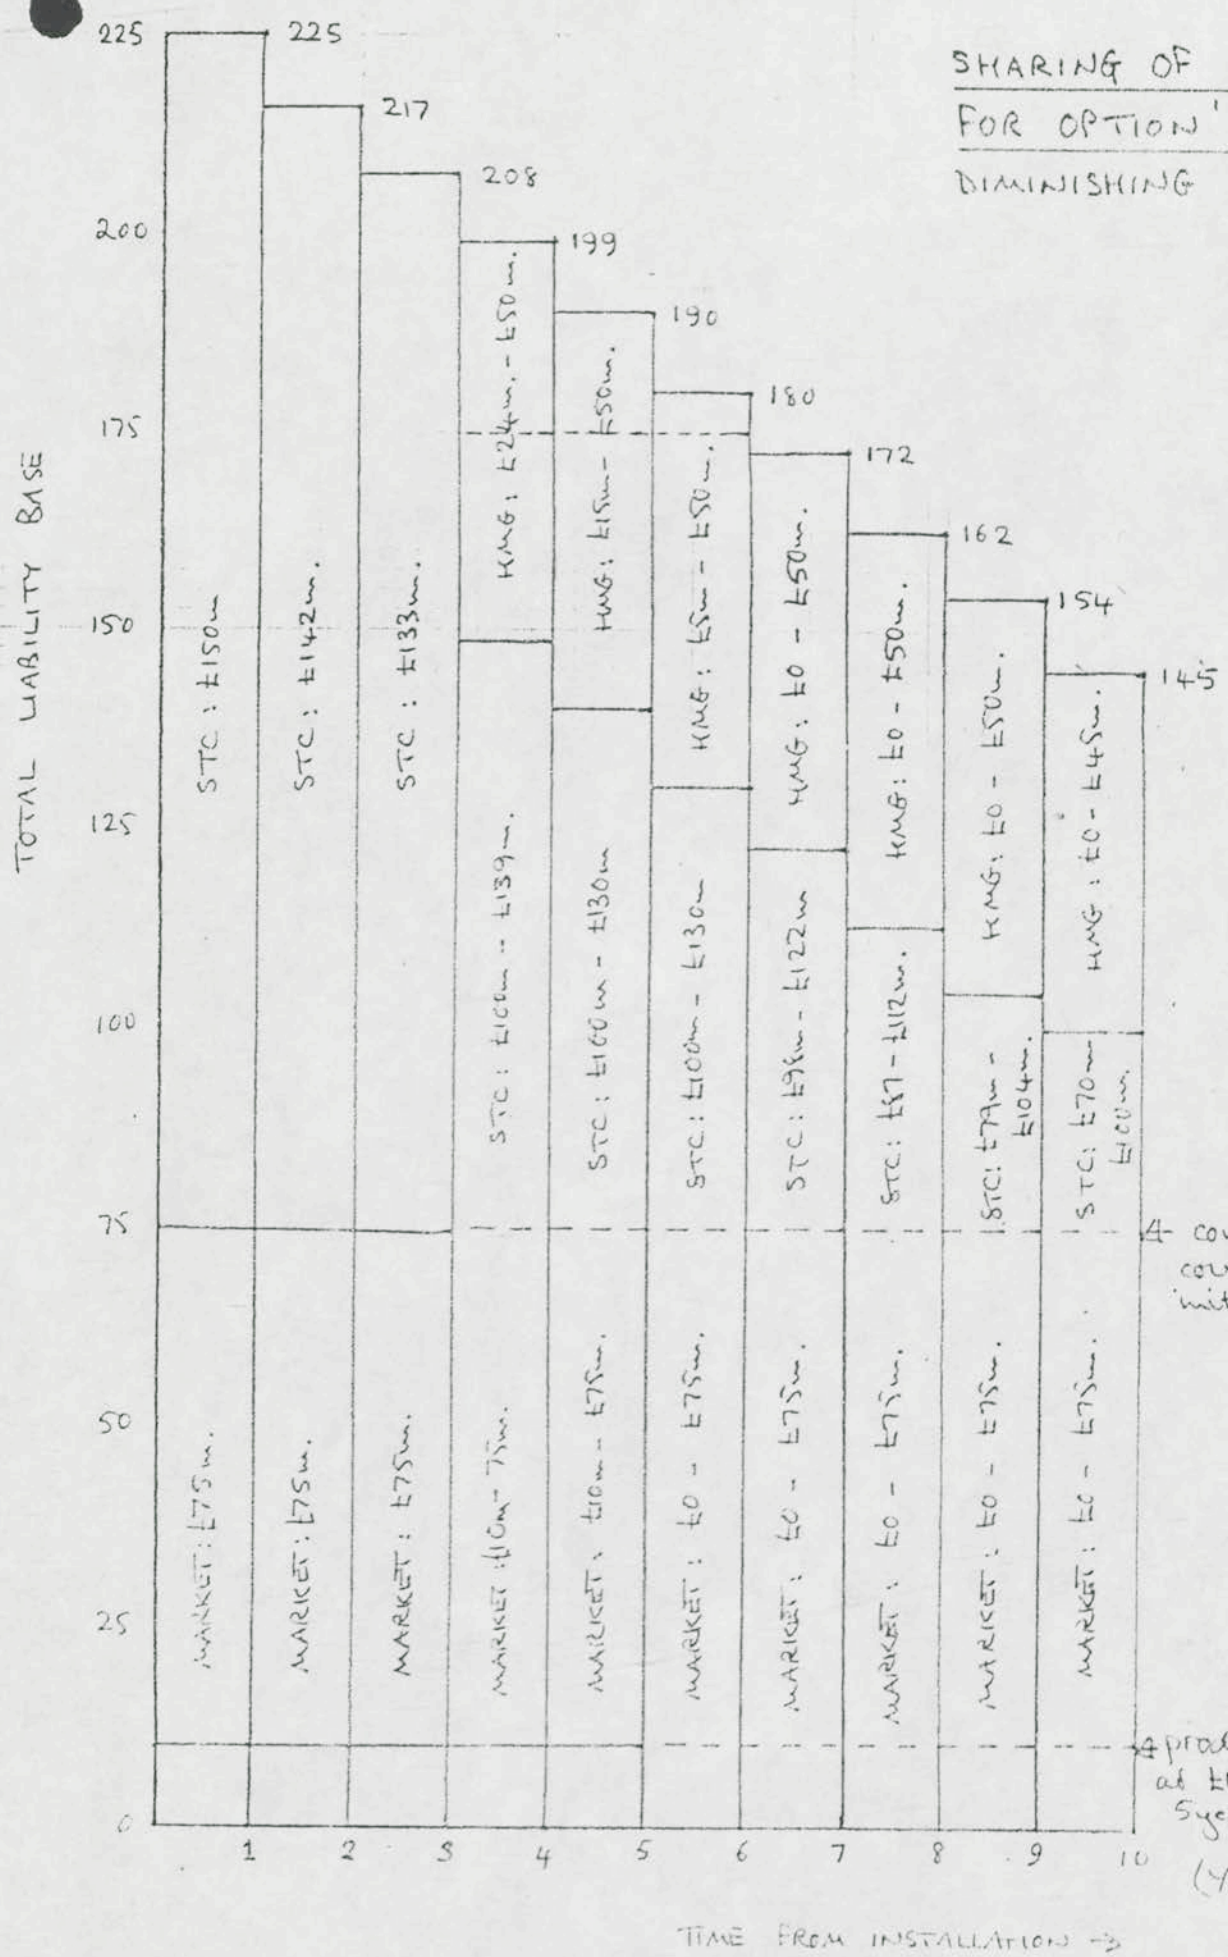 SHARING OF
FOR OPTION
DIMINISHING
TOTAL LIABILITY BASE
225
200
175
150
125
100
75
50
25
0
225
217
208
199
190
180
172
162
154
145
STC : £150m
MARKET: £75m.
STC : £142m.
MARKET: £75m.
STC : £133m.
MARKET : £75m.
HMG : £24m. - £50m.
STC : £100m - £139m.
MARKET : £10m - 75m.
HMG : £15m - £50m.
STC : £100m - £130m
MARKET : £10m - £75m.
HMG : £5m - £50m.
STC : £100m - £130m
MARKET : £0 - £75m.
HMG : £0 - £50m.
STC : £98m - £122m
MARKET : £0 - £75m.
HMG : £0 - £50m.
STC : £87 - £112m.
MARKET : £0 - £75m.
HMG : £0 - £50m.
STC : £79m -
£104m.
MARKET : £0 - £75m.
HMG : £0 - £45m.
STC : £70m
£100m.
MARKET : £0 - £75m.
cov
cov
prod
at
5ye
1 2 3 4 5 6 7 8 9 10
TIME FROM INSTALLATION →